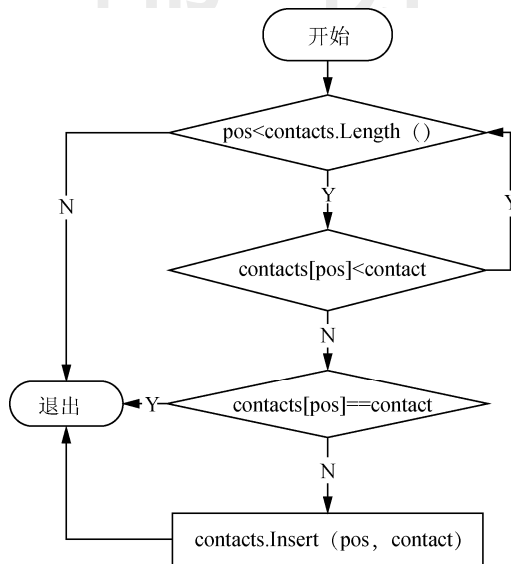 开始
pos<contacts.Length（）
N
Y
Y
contacts[pos]<contact
N
退出
Y
contacts[pos]==contact
N
contacts.Insert（pos，contact）